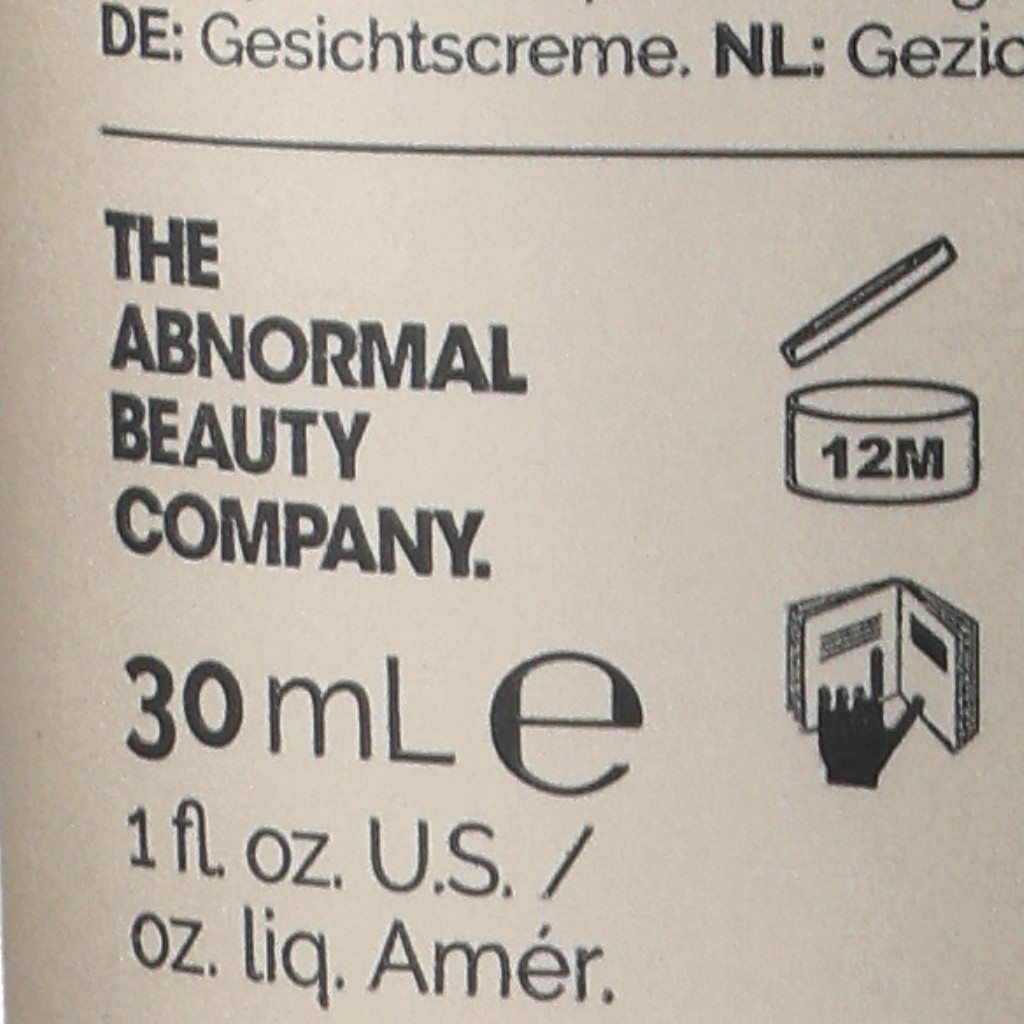 DE: Gesichtscreme. NL:
THE
ABNORMAL
BEAUTY
COMPANY.
12M
30 mL e
1 fl. oz. U.S. /
oz. liq. Amér.